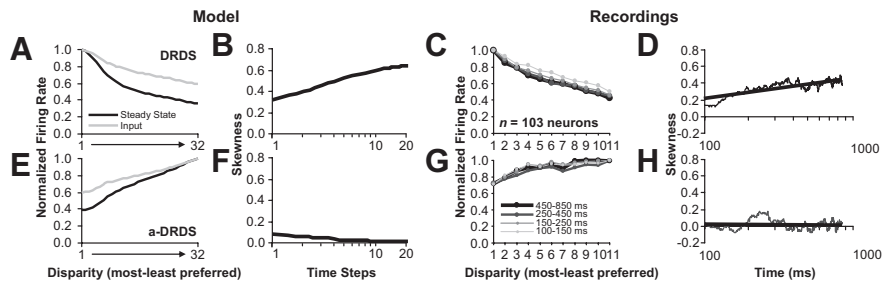 Model
Recordings
A
Normalized Firing Rate
1.0
0.8
0.6
0.4
0.2
0.0
DRDS
Steady State
Input
1
32
B
Skewness
0.8
0.6
0.4
0.2
0.0
1
10
20
C
Normalized Firing Rate
1.0
0.8
0.6
0.4
0.2
0.0
n = 103 neurons
1 2 3 4 5 6 7 8 9 10 11
D
Skewness
0.8
0.6
0.4
0.2
0.0
-0.2
100
1000
E
1.0
0.8
0.6
0.4
0.2
0.0
a-DRDS
1
32
Disparity (most-least preferred)
F
0.8
0.6
0.4
0.2
0.0
1
10
20
Time Steps
G
1.0
0.8
0.6
0.4
0.2
0.0
450-850 ms
250-450 ms
150-250 ms
100-150 ms
1 2 3 4 5 6 7 8 9 10 11
Disparity (most-least preferred)
H
0.8
0.6
0.4
0.2
0.0
-0.2
100
1000
Time (ms)